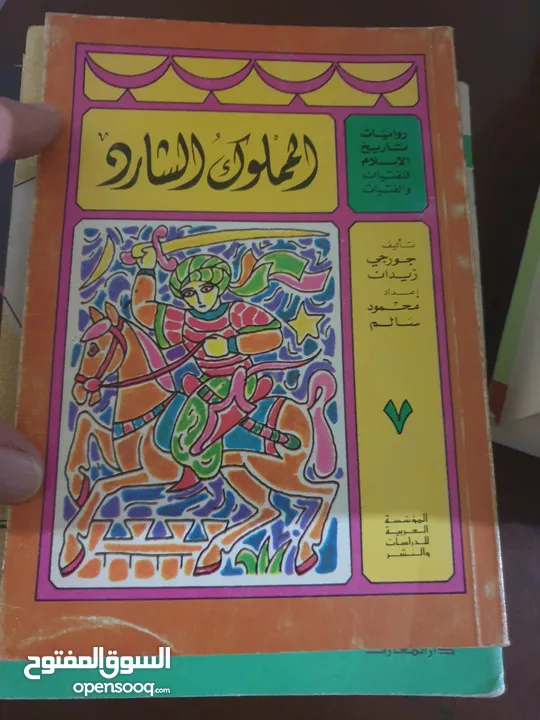 المملوك الشارد
روايات
تاريخ
الإسلام
للفتيان
والفتيات
تأليف
جورجي
زيدان
إعداد
محمود
سالم
٧
المؤسسة
العربية
للدراسات
والنشر
السوق المفتوح
opensooq.com